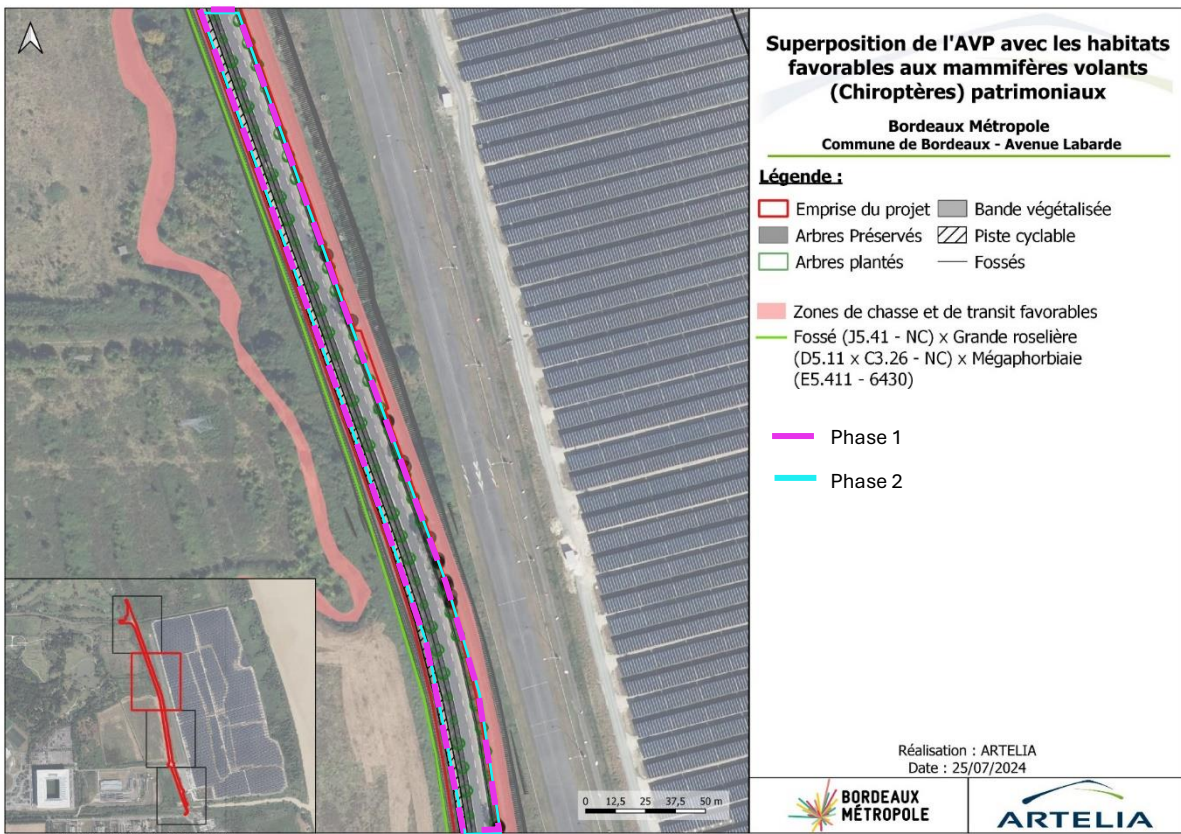 Superposition de l'AVP avec les habitats
favorables aux mammifères volants
(Chiroptères) patrimoniaux
Bordeaux Métropole
Commune de Bordeaux - Avenue Labarde
Légende :
Emprise du projet
Bande végétalisée
Arbres Préservés
Piste cyclable
Arbres plantés
Fossés
Zones de chasse et de transit favorables
Fossé (J5.41 - NC) x Grande roselière
(D5.11 x C3.26 - NC) x Mégaphorbiaie
(E5.411 - 6430)
Phase 1
Phase 2
0 12,5 25 37,5 50 m
Réalisation : ARTELIA
Date : 25/07/2024
BORDEAUX
MÉTROPOLE
ARTELIA